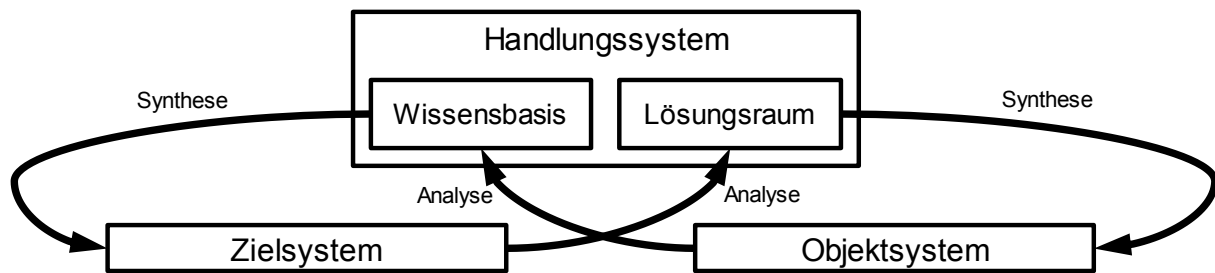 Handlungssystem
Synthese
Wissensbasis
Lösungsraum
Synthese
Analyse
Analyse
Zielsystem
Objektsystem